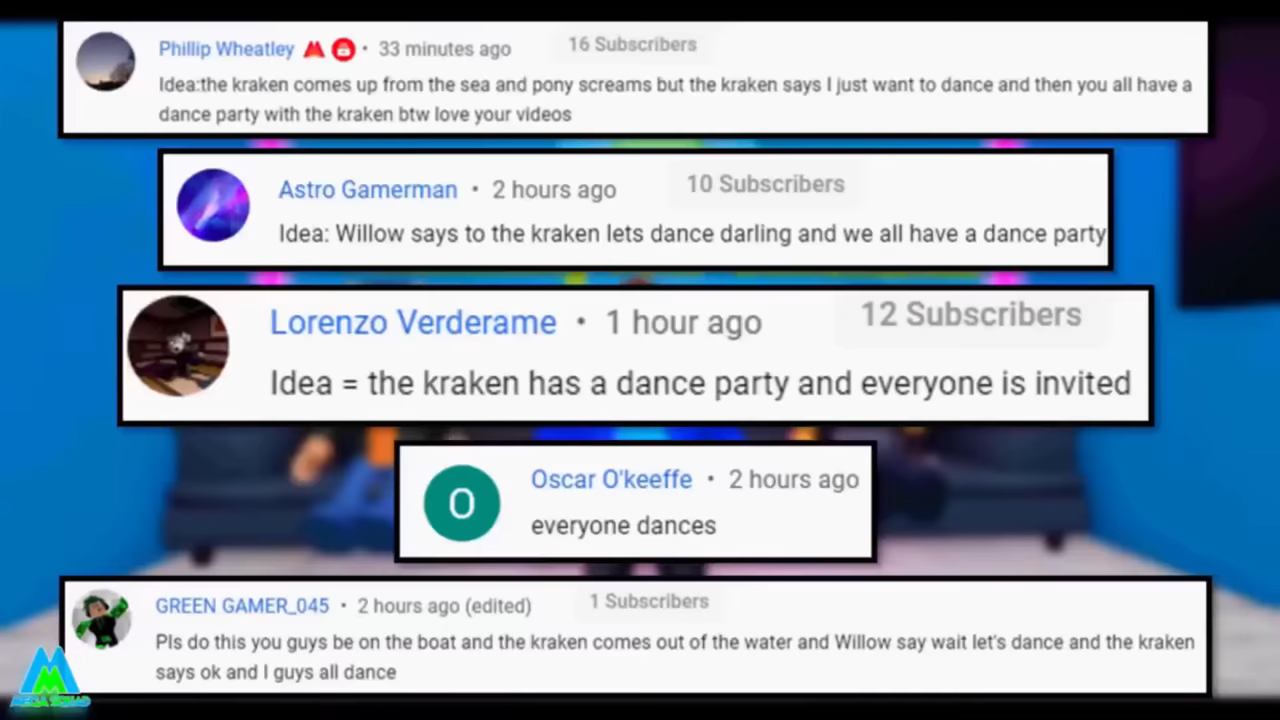 Phillip Wheatley • 33 minutes ago 16 Subscribers
Idea:the kraken comes up from the sea and pony screams but the kraken says I just want to dance and then you all have a
dance party with the kraken btw love your videos
Astro Gamerman • 2 hours ago 10 Subscribers
Idea: Willow says to the kraken lets dance darling and we all have a dance party
Lorenzo Verderame • 1 hour ago 12 Subscribers
Idea = the kraken has a dance party and everyone is invited
O
Oscar O'keeffe • 2 hours ago
everyone dances
GREEN GAMER_045 • 2 hours ago (edited) 1 Subscribers
Pls do this you guys be on the boat and the kraken comes out of the water and Willow say wait let's dance and the kraken
says ok and I guys all dance
MEGA SQUAD